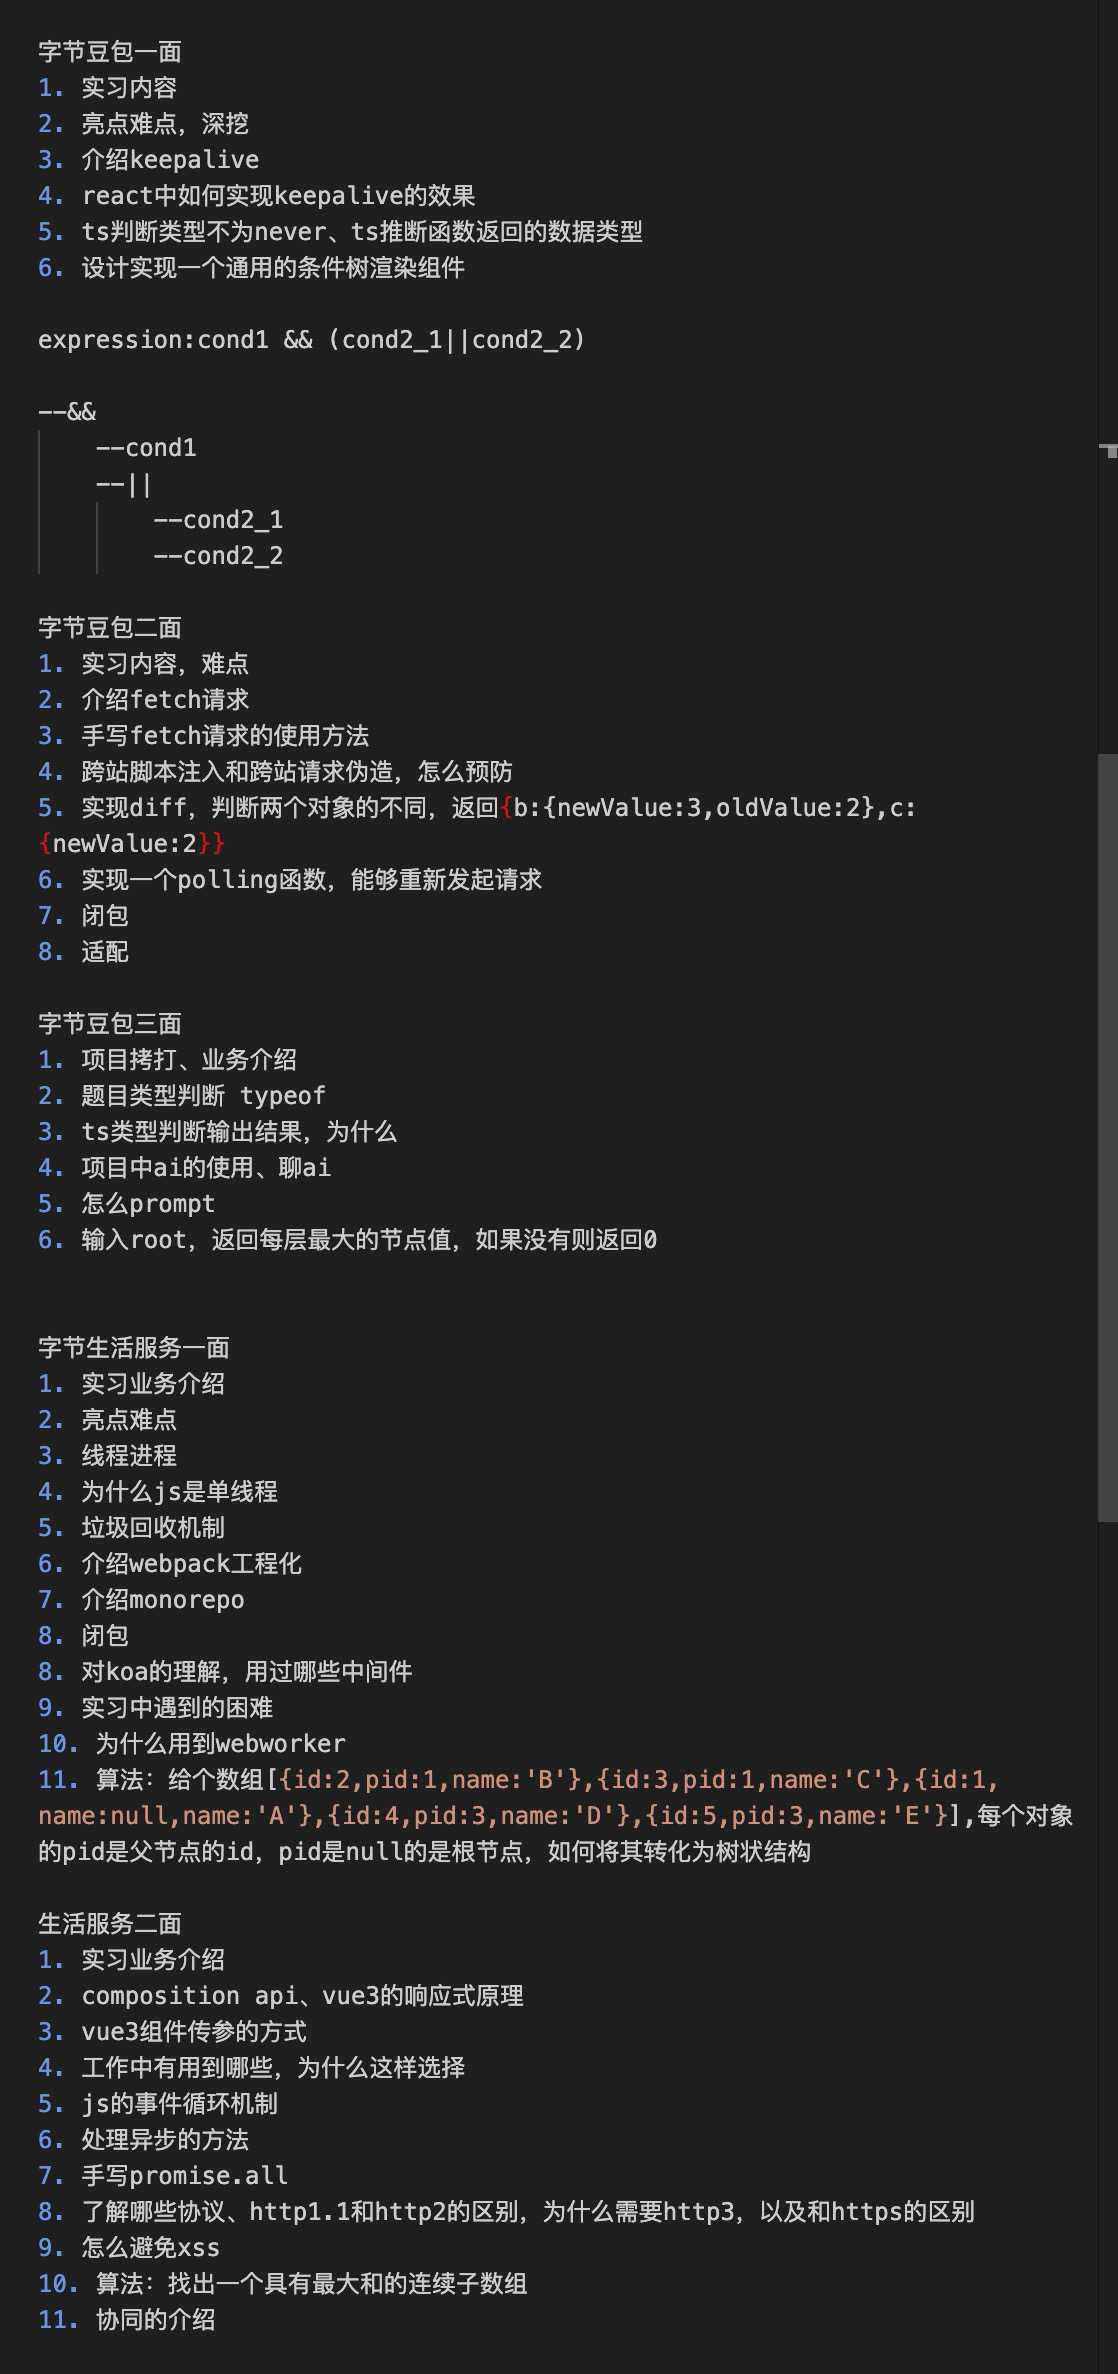 字节豆包一面
1. 实习内容
2. 亮点难点，深挖
3. 介绍keepalive
4. react中如何实现keepalive的效果
5. ts判断类型不为never、ts推断函数返回的数据类型
6. 设计实现一个通用的条件树渲染组件
expression:cond1 && (cond2_1||cond2_2)
--&&
--cond1
--||
--cond2_1
--cond2_2
字节豆包二面
1. 实习内容，难点
2. 介绍fetch请求
3. 手写fetch请求的使用方法
4. 跨站脚本注入和跨站请求伪造，怎么预防
5. 实现diff，判断两个对象的不同，返回{b:{newValue:3,oldValue:2},c:
{newValue:2}}
6. 实现一个polling函数，能够重新发起请求
7. 闭包
8. 适配
字节豆包三面
1. 项目拷打、业务介绍
2. 题目类型判断 typeof
3. ts类型判断输出结果，为什么
4. 项目中ai的使用、聊ai
5. 怎么prompt
6. 输入root，返回每层最大的节点值，如果没有则返回0
字节生活服务一面
1. 实习业务介绍
2. 亮点难点
3. 线程进程
4. 为什么js是单线程
5. 垃圾回收机制
6. 介绍webpack工程化
7. 介绍monorepo
8. 闭包
8. 对koa的理解，用过哪些中间件
9. 实习中遇到的困难
10. 为什么用到webworker
11. 算法：给个数组[{id:2,pid:1,name:'B'},{id:3,pid:1,name:'C'},{id:1,
name:null,name:'A'},{id:4,pid:3,name:'D'},{id:5,pid:3,name:'E'}],每个对象
的pid是父节点的id，pid是null的是根节点，如何将其转化为树状结构
生活服务二面
1. 实习业务介绍
2. composition api、vue3的响应式原理
3. vue3组件传参的方式
4. 工作中有用到哪些，为什么这样选择
5. js的事件循环机制
6. 处理异步的方法
7. 手写promise.all
8. 了解哪些协议、http1.1和http2的区别，为什么需要http3，以及和https的区别
9. 怎么避免xss
10. 算法：找出一个具有最大和的连续子数组
11. 协同的介绍